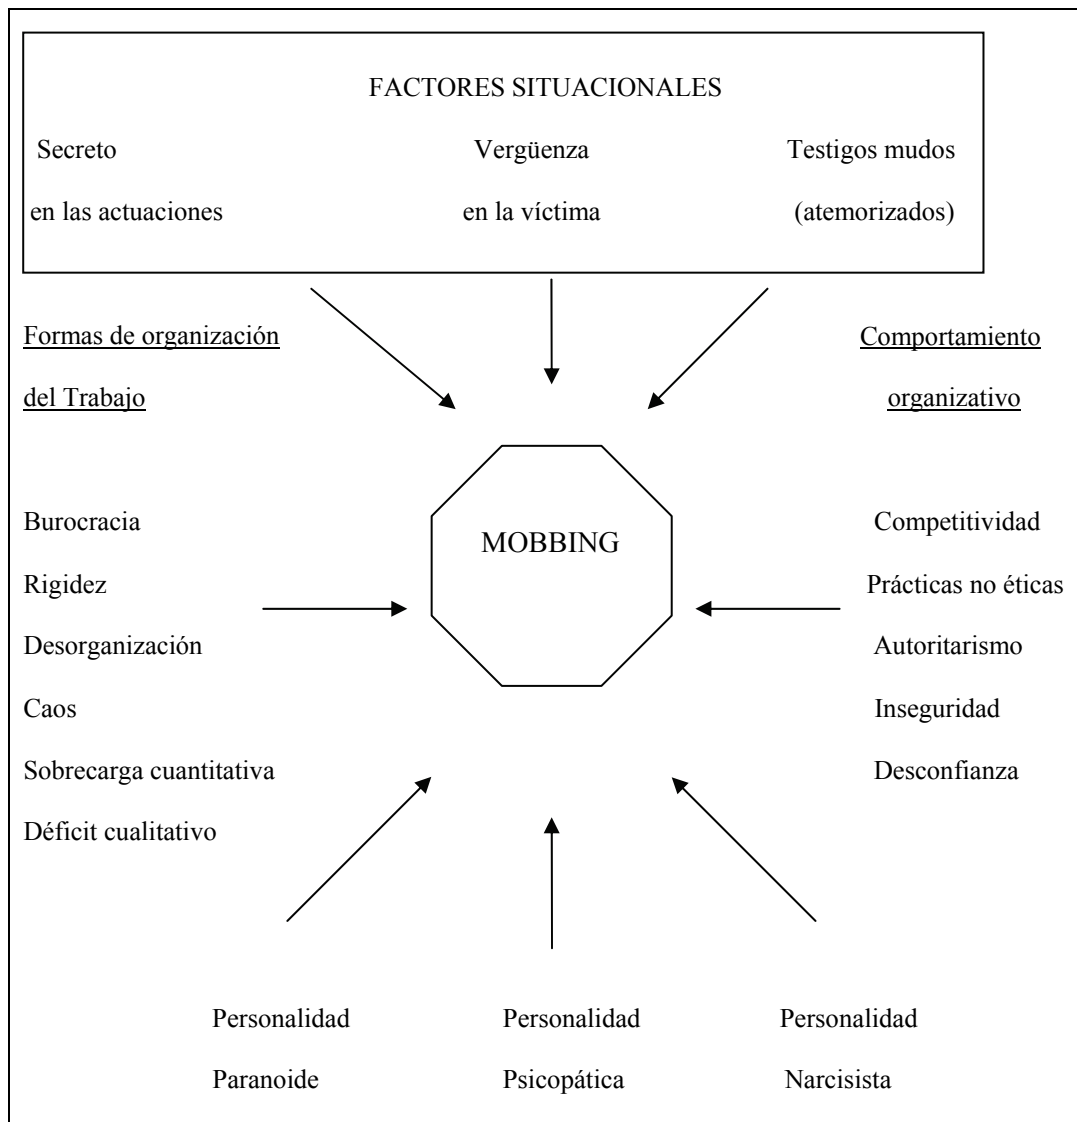 FACTORES SITUACIONALES
Secreto Vergüenza Testigos mudos
en las actuaciones en la víctima (atemorizados)
Formas de organización
del Trabajo
Comportamiento
organizativo
MOBBING
Burocracia
Rigidez
Desorganización
Caos
Sobrecarga cuantitativa
Déficit cualitativo
Competitividad
Prácticas no éticas
Autoritarismo
Inseguridad
Desconfianza
Personalidad Personalidad Personalidad
Paranoide Psicopática Narcisista